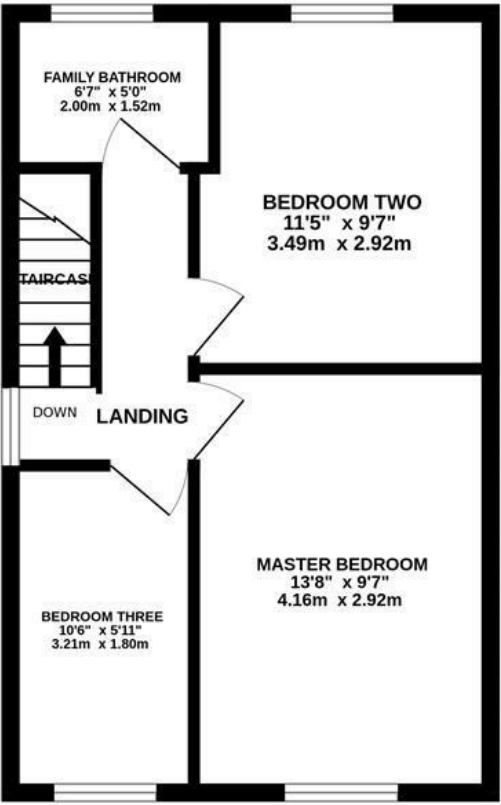 FAMILY BATHROOM
6'7" x 5'0"
2.00m x 1.52m
BEDROOM TWO
11'5" x 9'7"
3.49m x 2.92m
TAIRCAS
DOWN
LANDING
MASTER BEDROOM
13'8" x 9'7"
4.16m x 2.92m
BEDROOM THREE
10'6" x 5'11"
3.21m x 1.80m